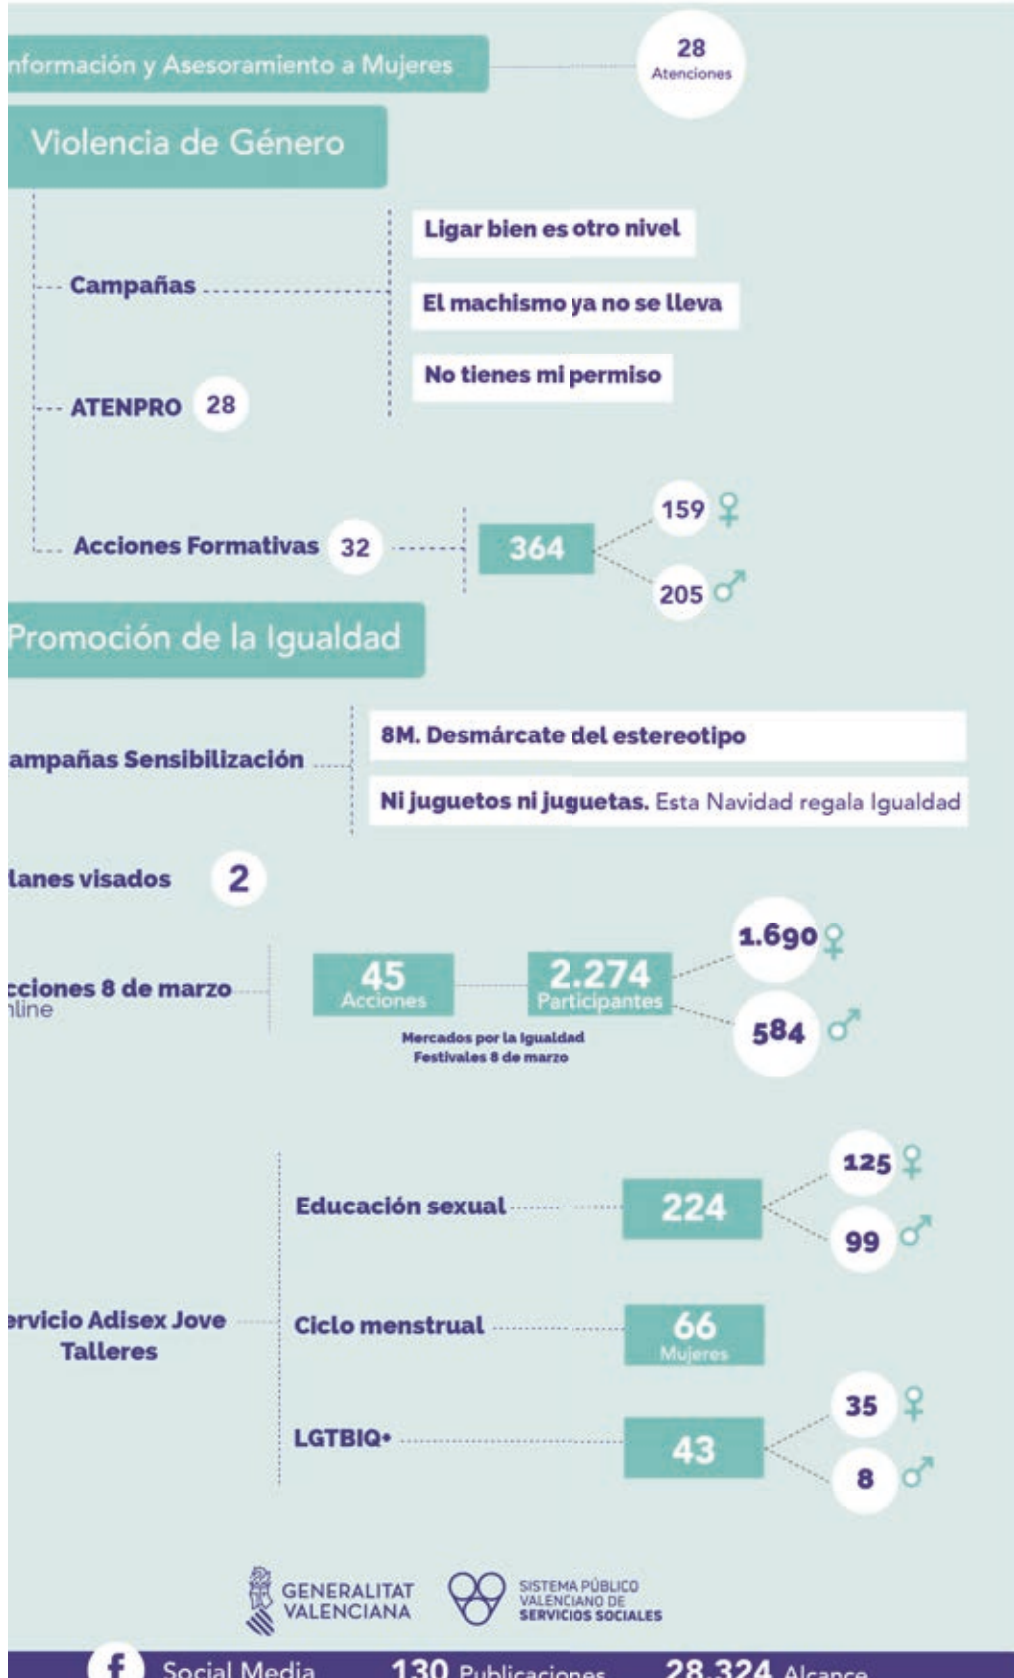 nformación y Asesoramiento a Mujeres
28
Atenciones
Violencia de Género
Campañas
Ligar bien es otro nivel
El machismo ya no se lleva
No tienes mi permiso
ATENPRO 28
Acciones Formativas 32
364
159
205
Promoción de la Igualdad
ampañas Sensibilización
8M. Desmárcate del estereotipo
Ni juguetos ni juguetas. Esta Navidad regala Igualdad
lanes visados 2
cciones 8 de marzo
nline
45
Acciones
2.274
Participantes
1.690
584
Mercados por la Igualdad
Festivales 8 de marzo
ervicio Adisex Jove
Talleres
Educación sexual
224
125
99
Ciclo menstrual
66
Mujeres
LGTBIQ+
43
35
8
GENERALITAT
VALENCIANA
SISTEMA PÚBLICO
VALENCIANO DE
SERVICIOS SOCIALES
f Social Media 130 Publicaciones 28.324 Alcance